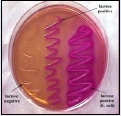 lactose
positive
lactose
negative
lactose
positive
(E. coli)